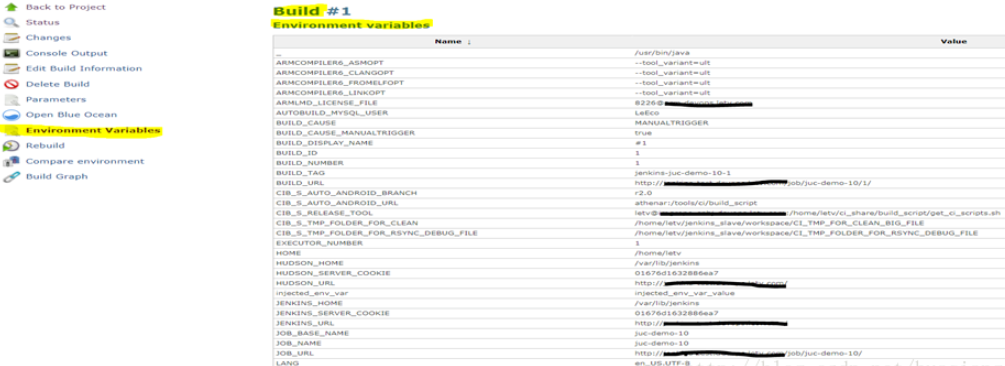 Back to Project
Status
Changes
Console Output
Edit Build Information
Delete Build
Parameters
Open Blue Ocean
Environment Variables
Rebuild
Compare environment
Build Graph
Build #1
Environment variables
Name ↓ Value
_ /usr/bin/java
ARMCOMPILER6_ASMOPT --tool_variant=ult
ARMCOMPILER6_CLANGOPT --tool_variant=ult
ARMCOMPILER6_FROMELFOPT --tool_variant=ult
ARMCOMPILER6_LINKOPT --tool_variant=ult
ARMLMD_LICENSE_FILE 8226@
AUTOBUILD_MYSQL_USER LeEco
BUILD_CAUSE MANUALTRIGGER
BUILD_CAUSE_MANUALTRIGGER true
BUILD_DISPLAY_NAME #1
BUILD_ID 1
BUILD_NUMBER 1
BUILD_TAG jenkins-juc-demo-10-1
BUILD_URL http:// /job/juc-demo-10/1/
CIB_S_AUTO_ANDROID_BRANCH r2.0
CIB_S_AUTO_ANDROID_URL athenar:/tools/ci/build_script
CIB_S_RELEASE_TOOL letv@ :/home/letv/ci_share/build_script/get_ci_scripts.sh
CIB_S_TMP_FOLDER_FOR_CLEAN /home/letv/jenkins_slave/workspace/CI_TMP_FOR_CLEAN_BIG_FILE
CIB_S_TMP_FOLDER_FOR_RSYNC_DEBUG_FILE /home/letv/jenkins_slave/workspace/CI_TMP_FOLDER_FOR_RSYNC_DEBUG_FILE
EXECUTOR_NUMBER 1
HOME /home/letv
HUDSON_HOME /var/lib/jenkins
HUDSON_SERVER_COOKIE 01676d1632886ea7
HUDSON_URL http://
injected_env_var injected_env_var_value
JENKINS_HOME /var/lib/jenkins
JENKINS_SERVER_COOKIE 01676d1632886ea7
JENKINS_URL http://
JOB_BASE_NAME juc-demo-10
JOB_NAME juc-demo-10
JOB_URL http:// /job/juc-demo-10/
LANG en_US.UTF-8